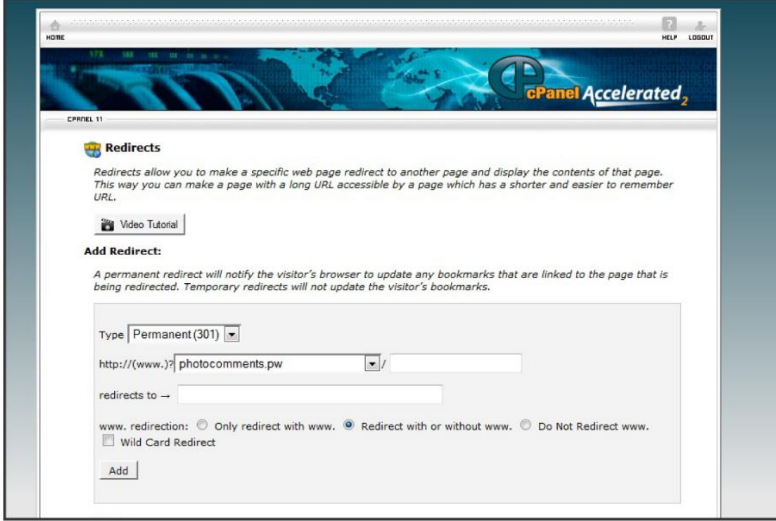 HOME
HELP LOGOUT
cPanel Accelerated2
CPANEL 11
Redirects
Redirects allow you to make a specific web page redirect to another page and display the contents of that page.
This way you can make a page with a long URL accessible by a page which has a shorter and easier to remember
URL.
Video Tutorial
Add Redirect:
A permanent redirect will notify the visitor's browser to update any bookmarks that are linked to the page that is
being redirected. Temporary redirects will not update the visitor's bookmarks.
Type Permanent (301)
http://(www.)? photocomments.pw /
redirects to →
www. redirection: Only redirect with www. Redirect with or without www. Do Not Redirect www.
Wild Card Redirect
Add